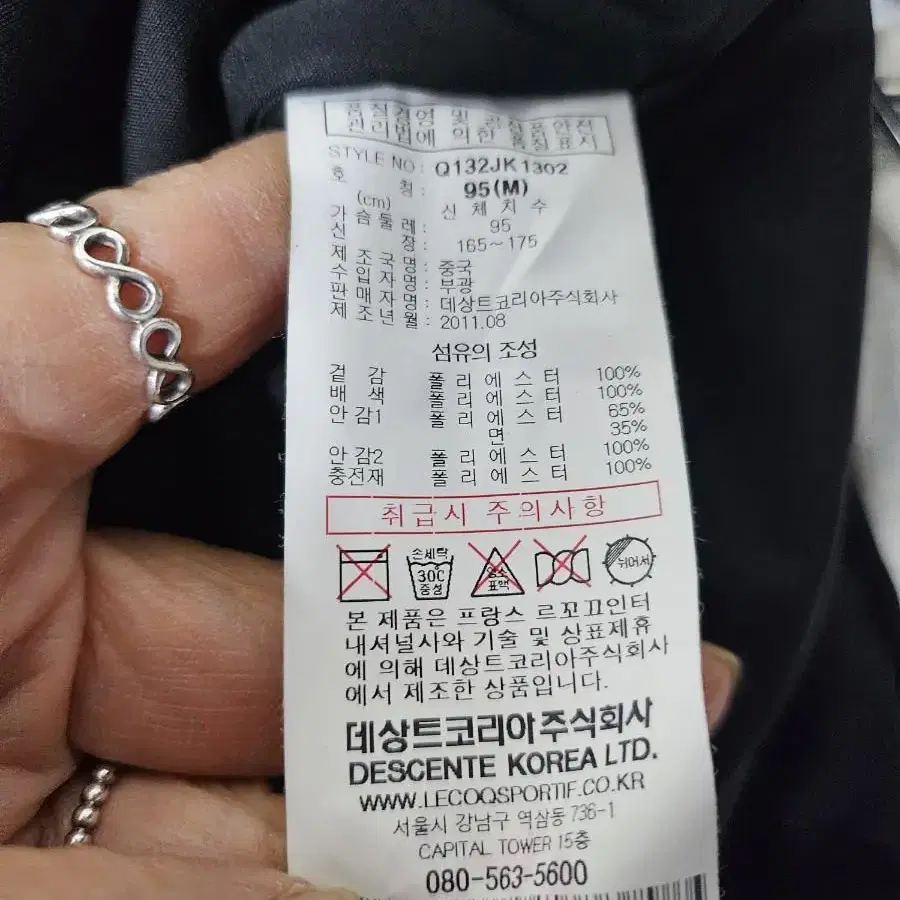 품질경영 및 공산품안전
관리법에 의한 품질표시
STYLE NO : Q132JK1302
호 칭 : 95(M)
(cm) 신 체 치 수
가 슴 둘 레 : 95
신 장 : 165~175
제 조 국 명 : 중국
수 입 자 명 : 부광
판 매 자 명 : 데상트코리아주식회사
제 조 년 월 : 2011.08
섬유의 조성
겉 감 폴 리 에 스 터 100%
배 색 폴 리 에 스 터 100%
안 감1 폴 리 에 스 터 65%
면 35%
안 감2 폴 리 에 스 터 100%
충전재 폴 리 에 스 터 100%
취급시 주의사항
손세탁
30℃
중성
염소
표백
뉘어서
본 제품은 프랑스 르꼬끄인터
내셔널사와 기술 및 상표제휴
에 의해 데상트코리아주식회사
에서 제조한 상품입니다.
데상트코리아주식회사
DESCENTE KOREA LTD.
WWW.LECOQSPORTIF.CO.KR
서울시 강남구 역삼동 736-1
CAPITAL TOWER 15층
080-563-5600